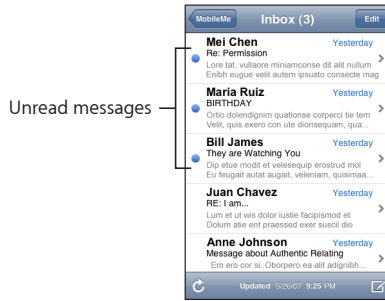 MobileMe
Inbox (3)
Edit
Mei Chen Yesterday
Re: Permission
Lore tat, vullaore miniamconse dit alit nullum
Enibh eugue velit autem ipsusto consecte mag
Maria Ruiz Yesterday
BIRTHDAY
Ortio dolendignim quationse corperci tie tem
Velit, quis exero con ute dionsequam, qua...
Unread messages
Bill James Yesterday
They are Watching You
Dip etue modit et velesequip erostrud mol
Eu feugait autat augait, veleniam, quisimaa...
Juan Chavez Yesterday
RE: I am...
Lum et ut wis dolor iustie facipismod et
Dolum atie ent praessed exer suscil dio
Anne Johnson Yesterday
Message about Authentic Relating
Em ero cor si. Oborpero ea alit adignibh...
Updated 5/26/07 9:25 PM